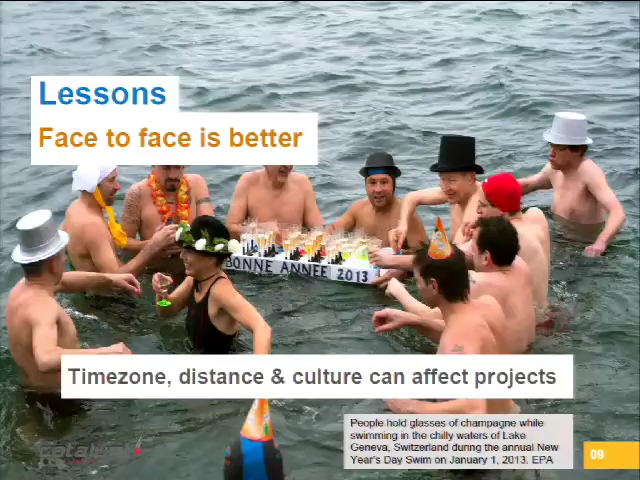 Lessons
Face to face is better
BONNE ANNEE 2013
Timezone, distance & culture can affect projects
People hold glasses of champagne while
swimming in the chilly waters of Lake
Geneva, Switzerland during the annual New
Year's Day Swim on January 1, 2013. EPA
catalyst
09